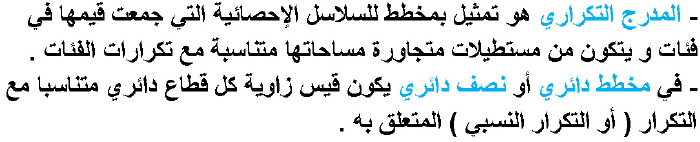 - المدرج التكراري هو تمثيل بمخطط للسلاسل الإحصائية التي جمعت قيمها في
فئات و يتكون من مستطيلات متجاورة مساحاتها متناسبة مع تكرارات الفئات .
- في مخطط دائري أو نصف دائري يكون قيس زاوية كل قطاع دائري متناسبا مع
التكرار ( أو التكرار النسبي ) المتعلق به .